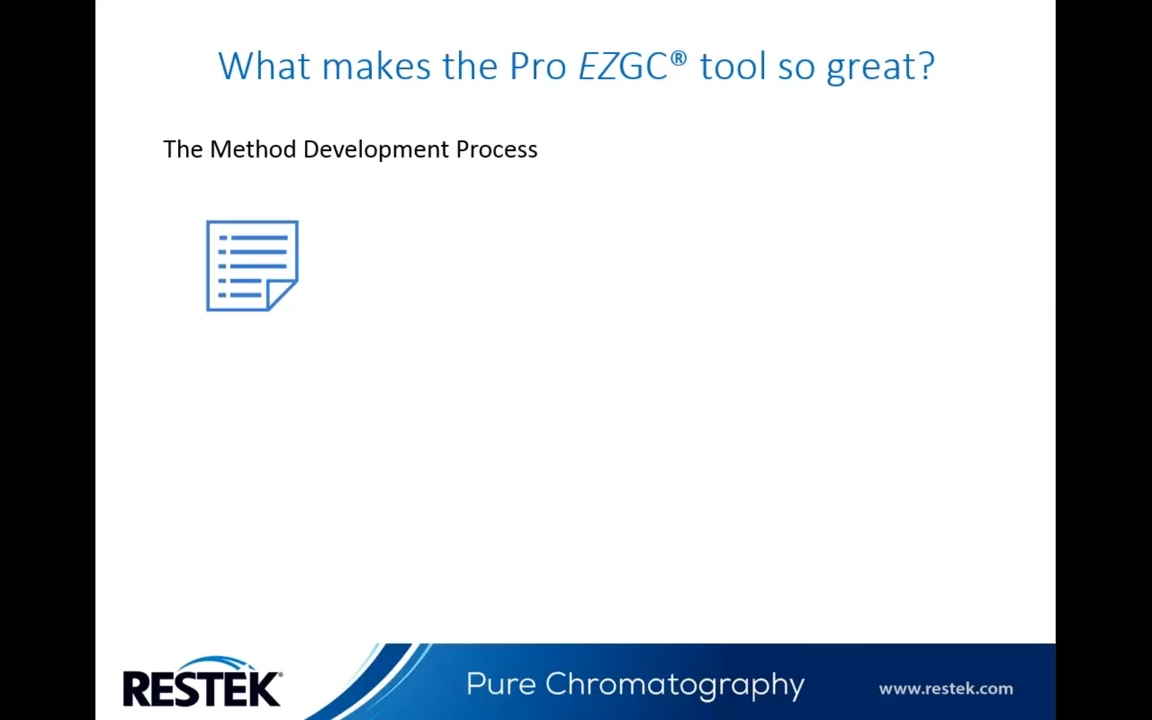 What makes the Pro EZGC® tool so great?
The Method Development Process
RESTEK®
Pure Chromatography
www.restek.com